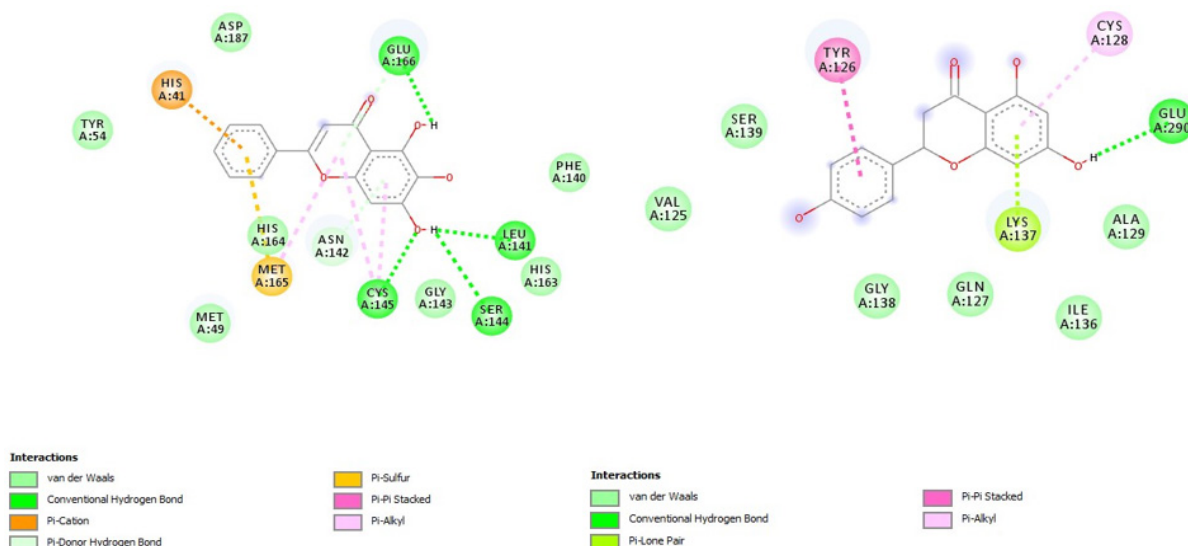 ASP
A:187
GLU
A:166
HIS
A:41
TYR
A:54
O
O
H
O
O
O
H
PHE
A:140
HIS
A:164
ASN
A:142
LEU
A:141
MET
A:165
HIS
A:163
CYS
A:145
GLY
A:143
SER
A:144
MET
A:49
CYS
A:128
TYR
A:126
O
O
GLU
A:290
SER
A:139
O
O
H
VAL
A:125
O
LYS
A:137
ALA
A:129
GLY
A:138
GLN
A:127
ILE
A:136
Interactions
van der Waals
Conventional Hydrogen Bond
Pi-Cation
Pi-Donor Hydrogen Bond
Pi-Sulfur
Pi-Pi Stacked
Pi-Alkyl
Interactions
van der Waals
Conventional Hydrogen Bond
Pi-Lone Pair
Pi-Pi Stacked
Pi-Alkyl